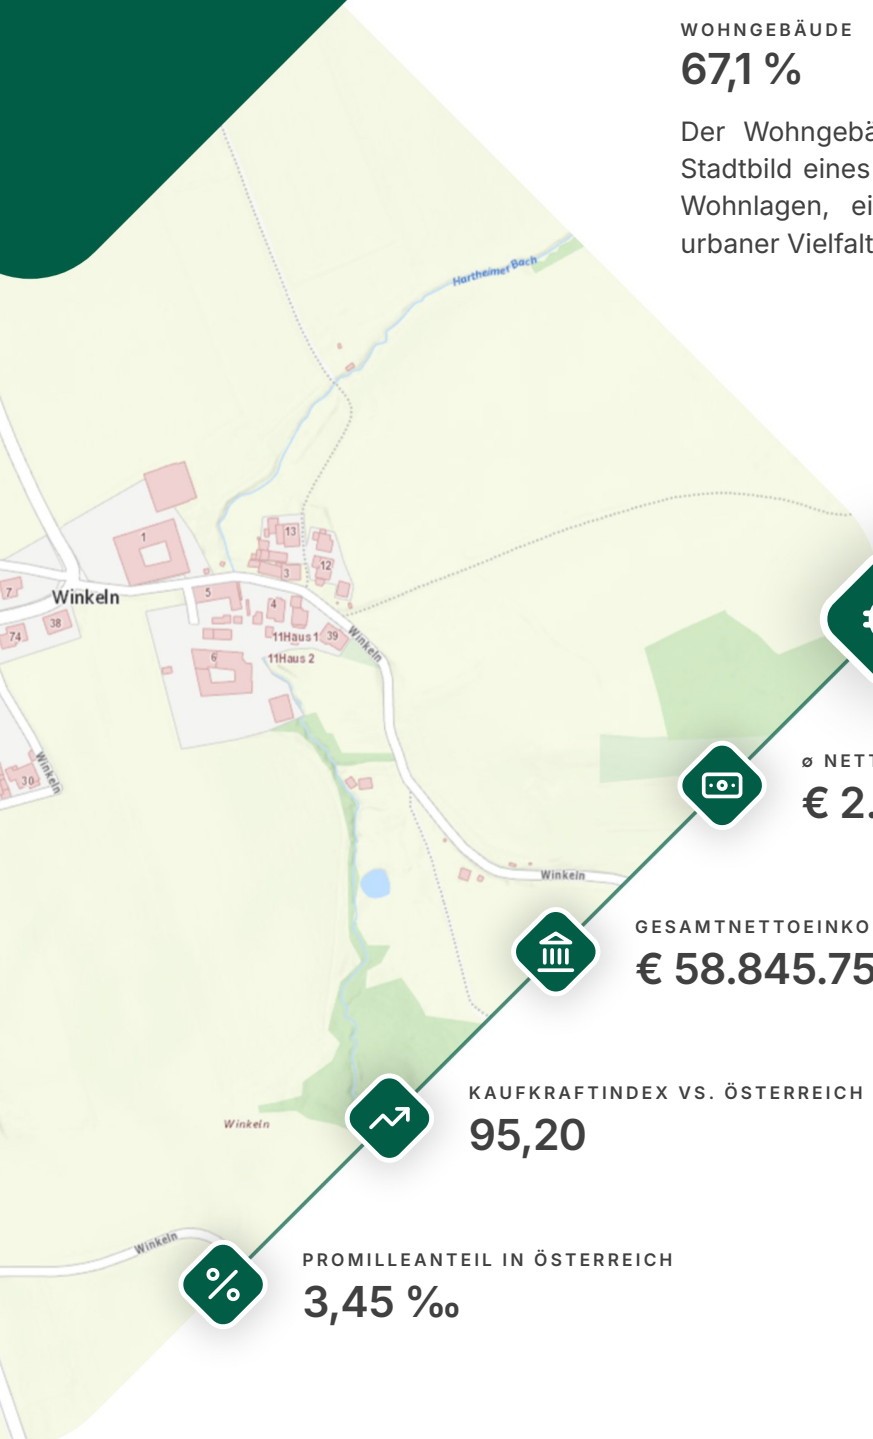 WOHNGEBÄUDE
67,1 %
Der Wohngebä
Stadtbild eines
Wohnlagen, ei
urbaner Vielfalt
Hartheimer Bach
1
13
12
3
5
4
7
Winkeln
38
74
11Haus 1
39
Winkeln
6
11Haus 2
Winkeln
30
ø NETT
€ 2.
Winkeln
GESAMTNETTOEINKO
€ 58.845.75
KAUFKRAFTINDEX VS. ÖSTERREICH
95,20
Winkeln
Winkeln
PROMILLEANTEIL IN ÖSTERREICH
3,45 ‰